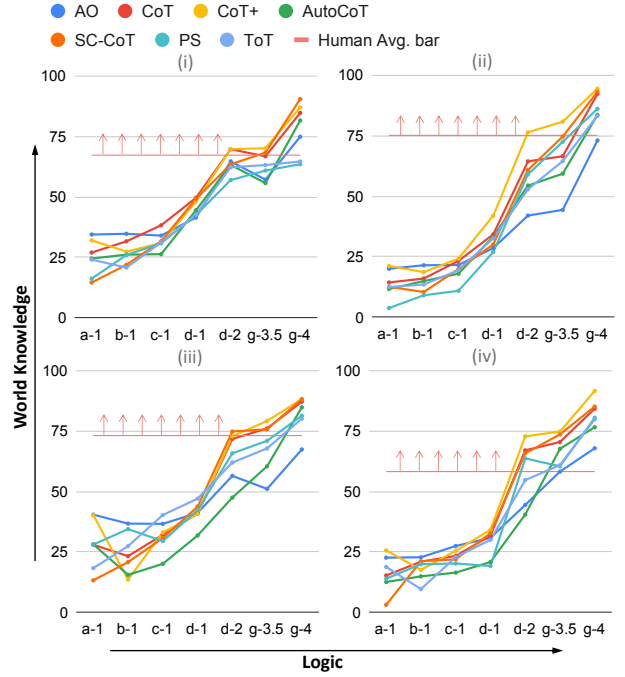 AO CoT CoT+ AutoCoT
SC-CoT PS ToT Human Avg. bar
(i) (ii)
100 100
75 75
50 50
25 25
0 0
a-1 b-1 c-1 d-1 d-2 g-3.5 g-4 a-1 b-1 c-1 d-1 d-2 g-3.5 g-4
(iii) (iv)
100 100
75 75
50 50
25 25
0 0
a-1 b-1 c-1 d-1 d-2 g-3.5 g-4 a-1 b-1 c-1 d-1 d-2 g-3.5 g-4
World Knowledge
Logic